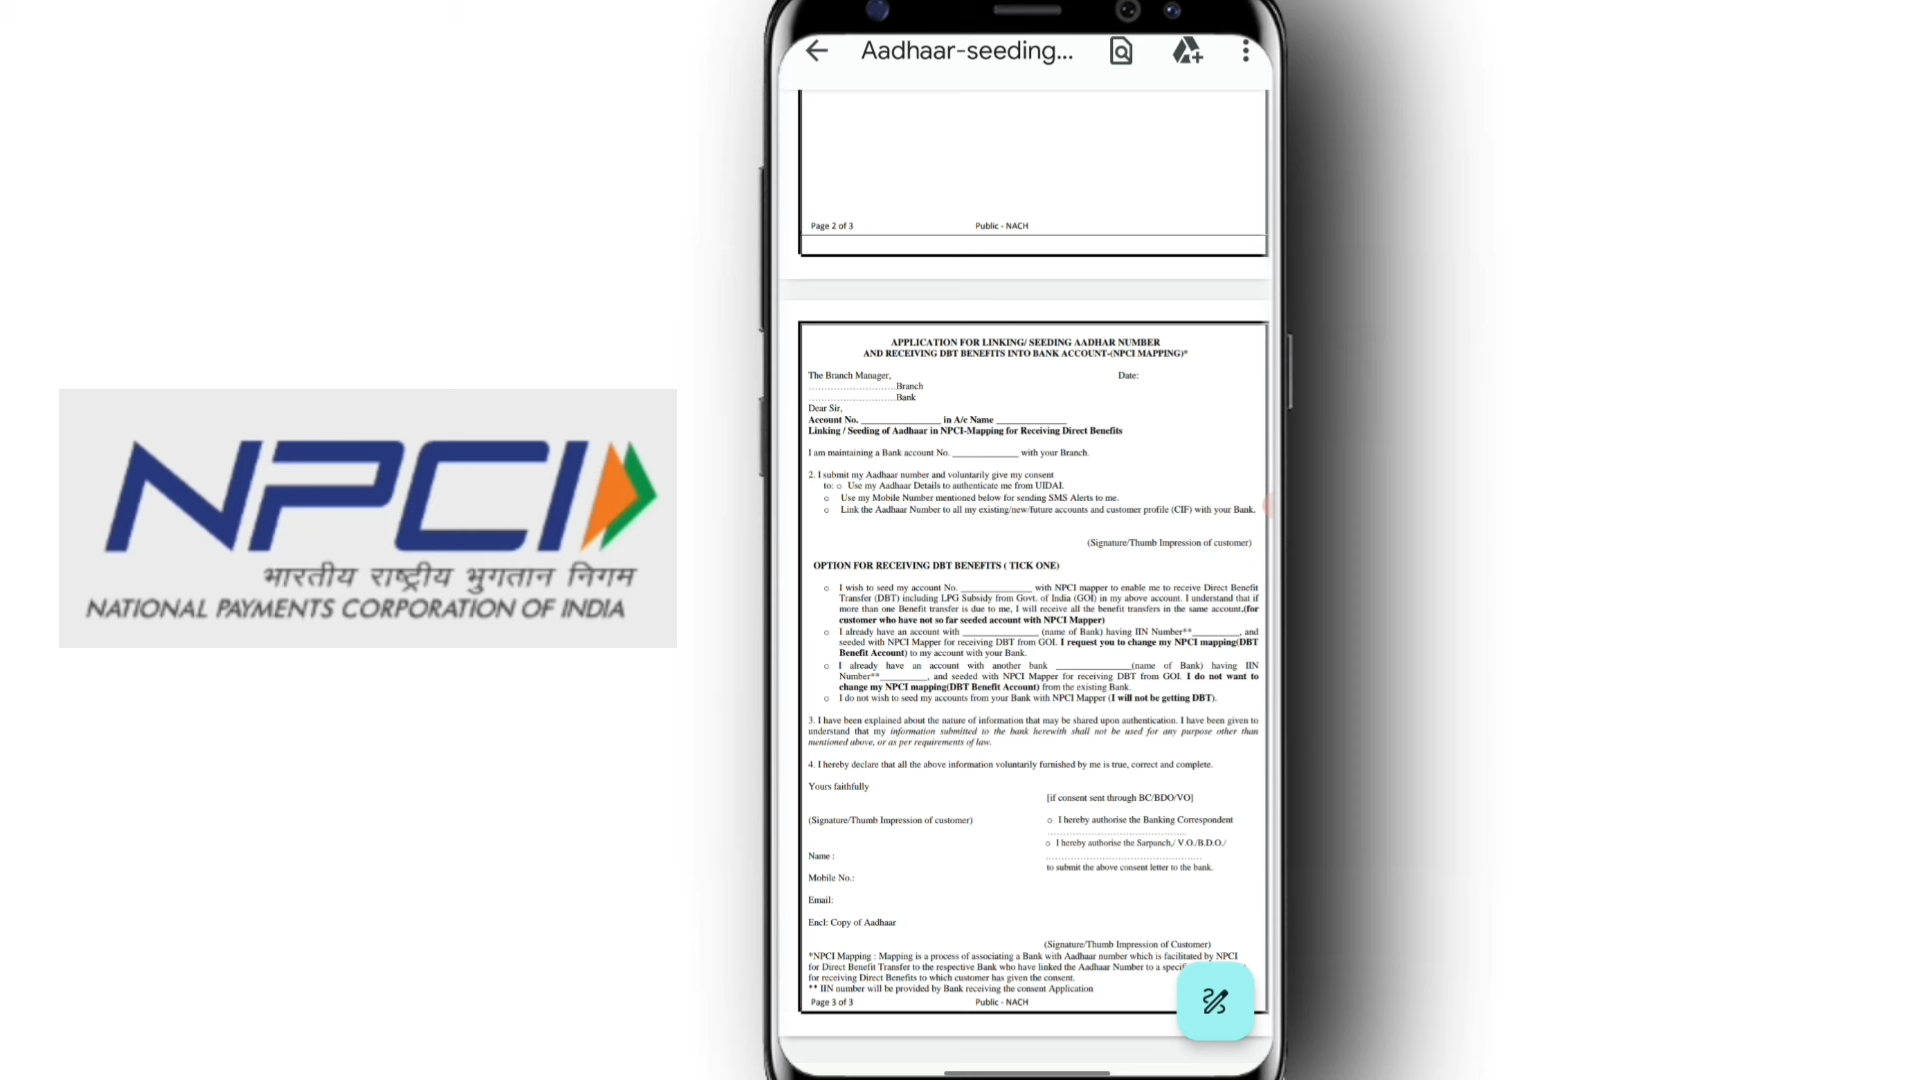 Aadhaar-seeding...
Page 2 of 3 Public - NACH
APPLICATION FOR LINKING/ SEEDING AADHAR NUMBER
AND RECEIVING DBT BENEFITS INTO BANK ACCOUNT-(NPCI MAPPING)*
The Branch Manager, Date:
............................Branch
............................Bank
Dear Sir,
Account No. ________________ in A/c Name ______________
Linking / Seeding of Aadhaar in NPCI-Mapping for Receiving Direct Benefits
I am maintaining a Bank account No. _____________ with your Branch.
2. I submit my Aadhaar number and voluntarily give my consent
to: o Use my Aadhaar Details to authenticate me from UIDAI.
o Use my Mobile Number mentioned below for sending SMS Alerts to me.
o Link the Aadhaar Number to all my existing/new/future accounts and customer profile (CIF) with your Bank.
(Signature/Thumb Impression of customer)
OPTION FOR RECEIVING DBT BENEFITS ( TICK ONE)
o I wish to seed my account No. ______________ with NPCI mapper to enable me to receive Direct Benefit
Transfer (DBT) including LPG Subsidy from Govt. of India (GOI) in my above account. I understand that if
more than one Benefit transfer is due to me, I will receive all the benefit transfers in the same account.(for
customer who have not so far seeded account with NPCI Mapper)
o I already have an account with _______________ (name of Bank) having IIN Number**_________, and
seeded with NPCI Mapper for receiving DBT from GOI. I request you to change my NPCI mapping(DBT
Benefit Account) to my account with your Bank.
o I already have an account with another bank _______________(name of Bank) having IIN
Number**_________, and seeded with NPCI Mapper for receiving DBT from GOI. I do not want to
change my NPCI mapping(DBT Benefit Account) from the existing Bank.
o I do not wish to seed my accounts from your Bank with NPCI Mapper (I will not be getting DBT).
3. I have been explained about the nature of information that may be shared upon authentication. I have been given to
understand that my information submitted to the bank herewith shall not be used for any purpose other than
mentioned above, or as per requirements of law.
4. I hereby declare that all the above information voluntarily furnished by me is true, correct and complete.
Yours faithfully
[if consent sent through BC/BDO/VO]
(Signature/Thumb Impression of customer) o I hereby authorise the Banking Correspondent
............................................
o I hereby authorise the Sarpanch,/ V.O./B.D.O./
..................................................
Name :
to submit the above consent letter to the bank.
Mobile No.:
Email:
Encl: Copy of Aadhaar
(Signature/Thumb Impression of Customer)
*NPCI Mapping : Mapping is a process of associating a Bank with Aadhaar number which is facilitated by NPCI
for Direct Benefit Transfer to the respective Bank who have linked the Aadhaar Number to a
for receiving Direct Benefits to which customer has given the consent.
** IIN number will be provided by Bank receiving the consent Application
Page 3 of 3 Public - NACH
NPCI
भारतीय राष्ट्रीय भुगतान निगम
NATIONAL PAYMENTS CORPORATION OF INDIA